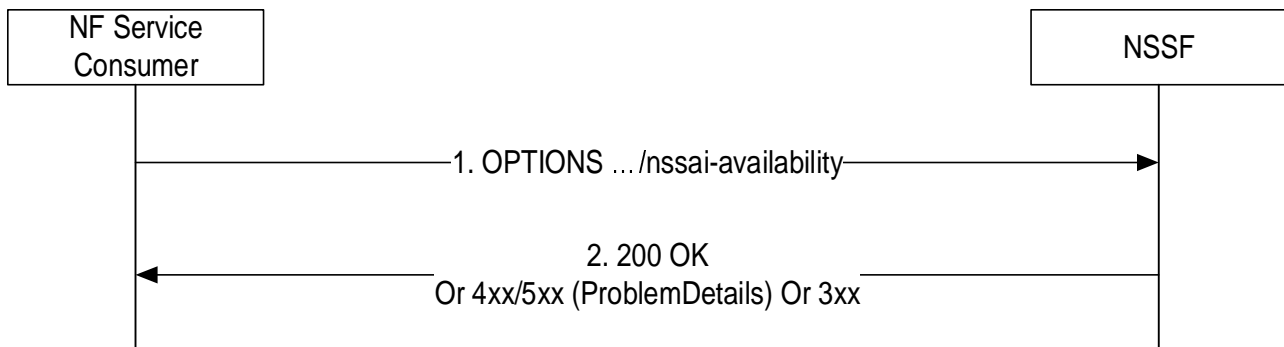 NF Service
Consumer
NSSF
1. OPTIONS … /nssai-availability
2. 200 OK
Or 4xx/5xx (ProblemDetails) Or 3xx